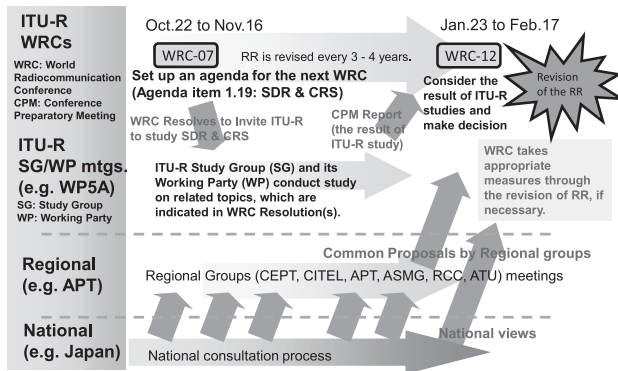 ITU-R
WRCs
WRC: World
Radiocommunication
Conference
CPM: Conference
Preparatory Meeting
ITU-R
SG/WP mtgs.
(e.g. WP5A)
SG: Study Group
WP: Working Party
Regional
(e.g. APT)
National
(e.g. Japan)
Oct.22 to Nov.16
Jan.23 to Feb.17
WRC-07
RR is revised every 3 - 4 years.
WRC-12
Set up an agenda for the next WRC
(Agenda item 1.19: SDR & CRS)
Consider the
result of ITU-R
studies and
make decision
Revision
of the RR
WRC Resolves to Invite ITU-R
to study SDR & CRS
CPM Report
(the result of
ITU-R study)
ITU-R Study Group (SG) and its
Working Party (WP) conduct study
on related topics, which are
indicated in WRC Resolution(s).
WRC takes
appropriate
measures through
the revision of RR, if
necessary.
Common Proposals by Regional groups
Regional Groups (CEPT, CITEL, APT, ASMG, RCC, ATU) meetings
National views
National consultation process